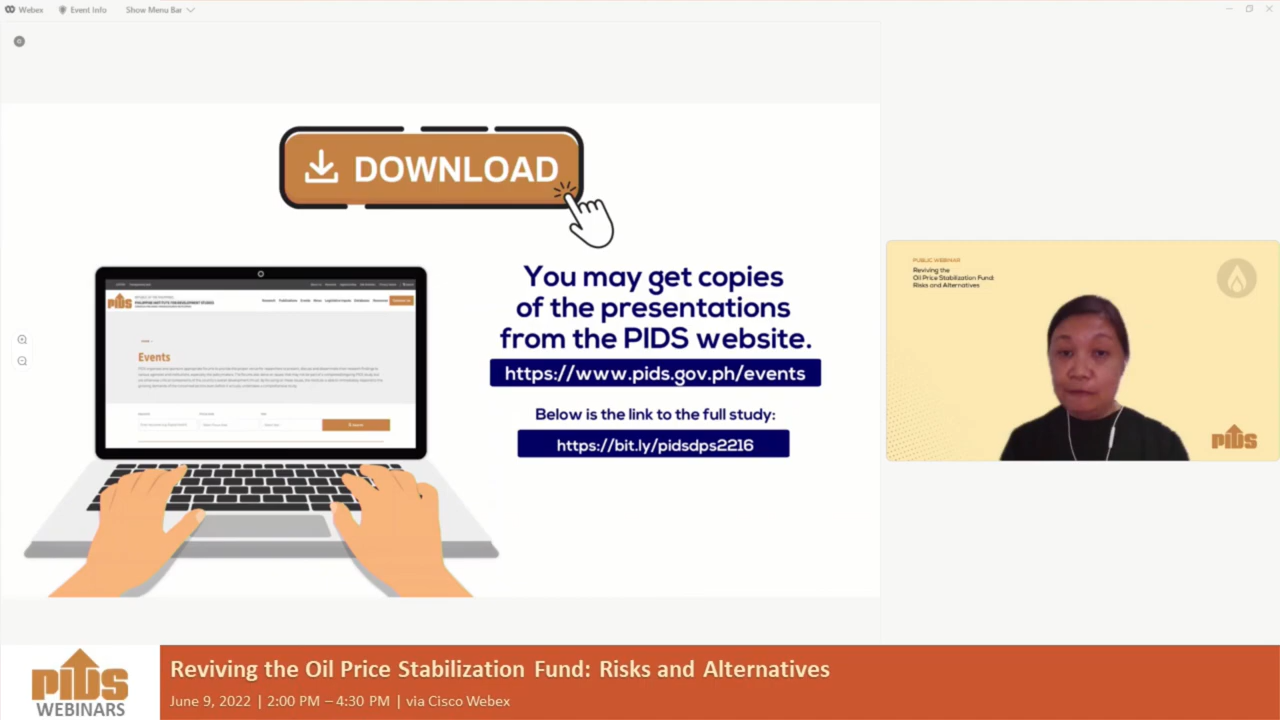 Webex
Event Info
Show Menu Bar
DOWNLOAD
You may get copies
of the presentations
from the PIDS website.
https://www.pids.gov.ph/events
Below is the link to the full study:
https://bit.ly/pidsdps2216
PIDS
Events
PUBLIC WEBINAR
Reviving the
Oil Price Stabilization Fund:
Risks and Alternatives
PIDS
PIDS
WEBINARS
Reviving the Oil Price Stabilization Fund: Risks and Alternatives
June 9, 2022 | 2:00 PM – 4:30 PM | via Cisco Webex